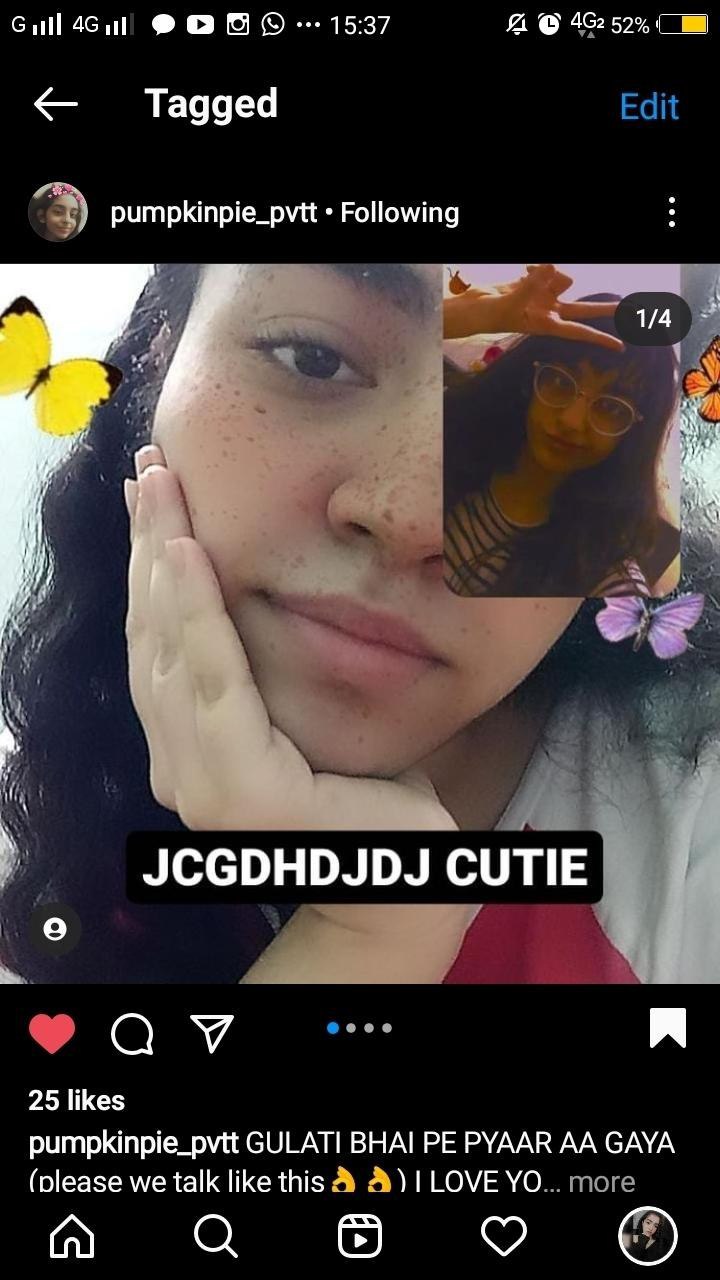 G 4G 15:37 4G2 52%
Tagged Edit
pumpkinpie_pvtt • Following
1/4
JCGDHDJDJ CUTIE
25 likes
pumpkinpie_pvtt GULATI BHAI PE PYAAR AA GAYA
(please we talk like this👌👌) I LOVE YO... more